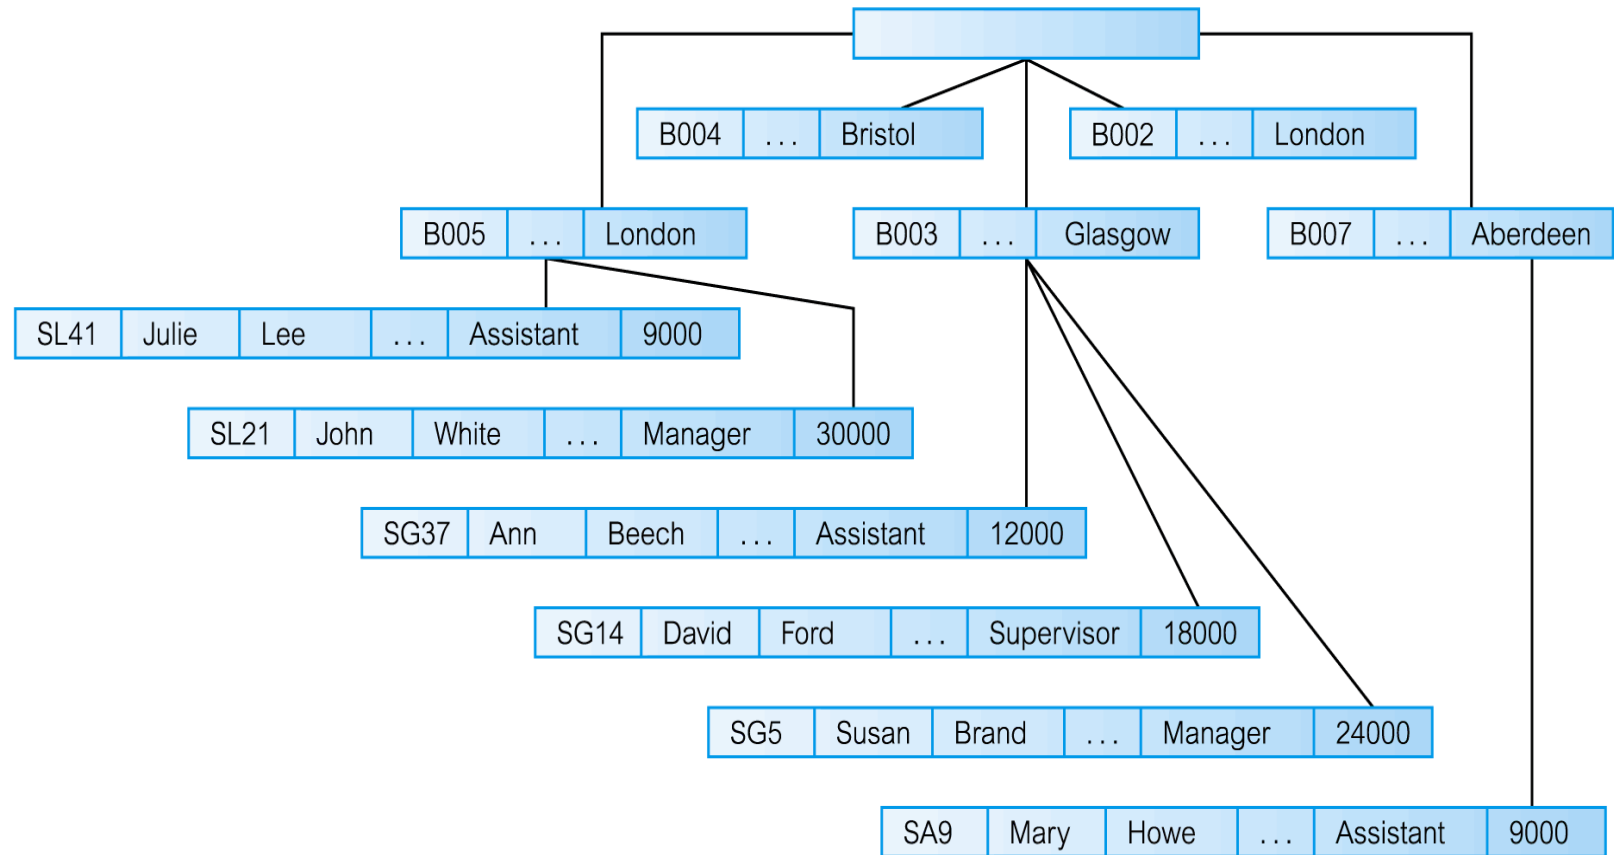 B004 ... Bristol
B002 ... London
B005 ... London
B003 ... Glasgow
B007 ... Aberdeen
SL41 Julie Lee ... Assistant 9000
SL21 John White ... Manager 30000
SG37 Ann Beech ... Assistant 12000
SG14 David Ford ... Supervisor 18000
SG5 Susan Brand ... Manager 24000
SA9 Mary Howe ... Assistant 9000